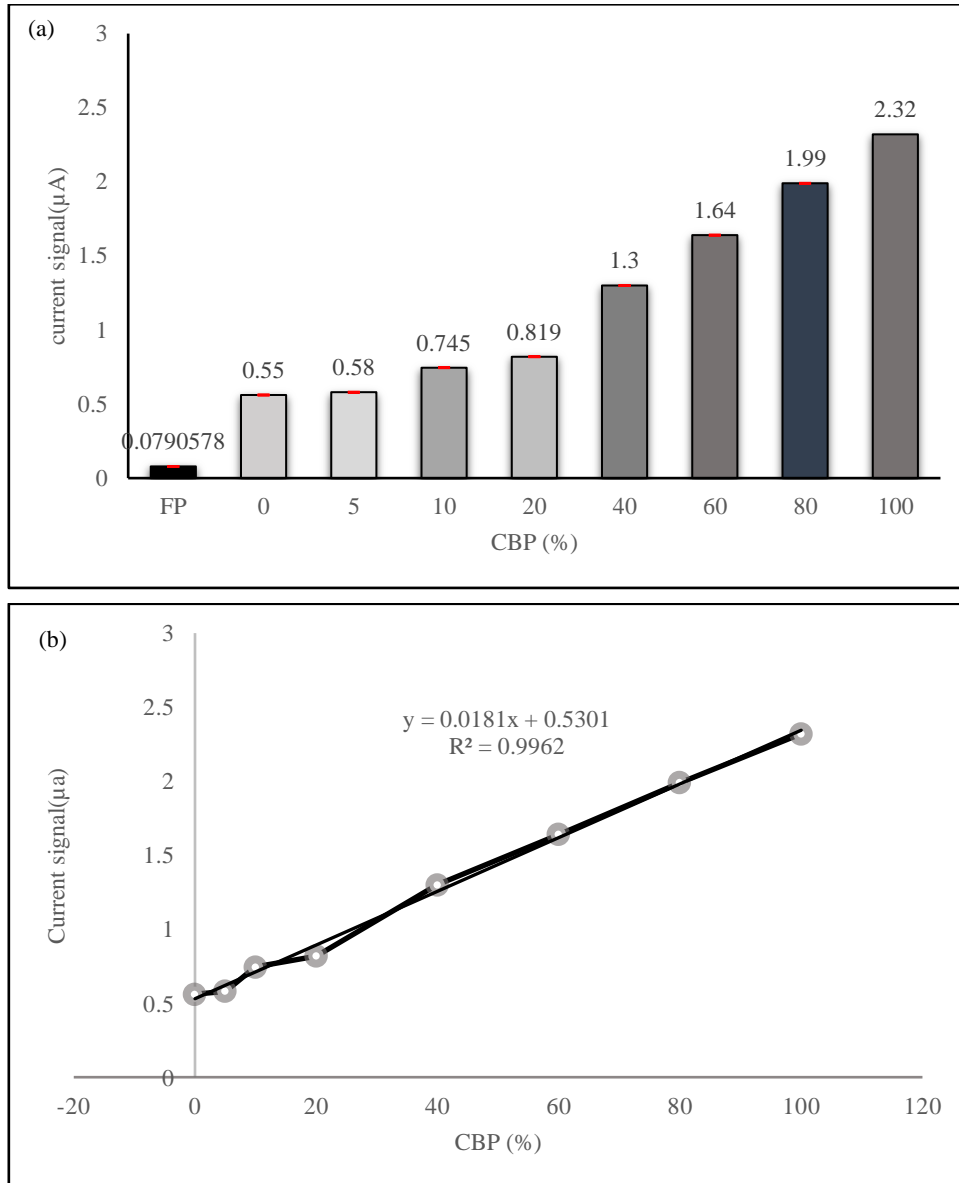 (a)
3
2.5
2
1.5
1
0.5
0
current signal(µA)
0.0790578
0.55
0.58
0.745
0.819
1.3
1.64
1.99
2.32
FP 0 5 10 20 40 60 80 100
CBP (%)
(b)
3
2.5
2
1.5
1
0.5
0
Current signal(µa)
y = 0.0181x + 0.5301
R² = 0.9962
-20 0 20 40 60 80 100 120
CBP (%)